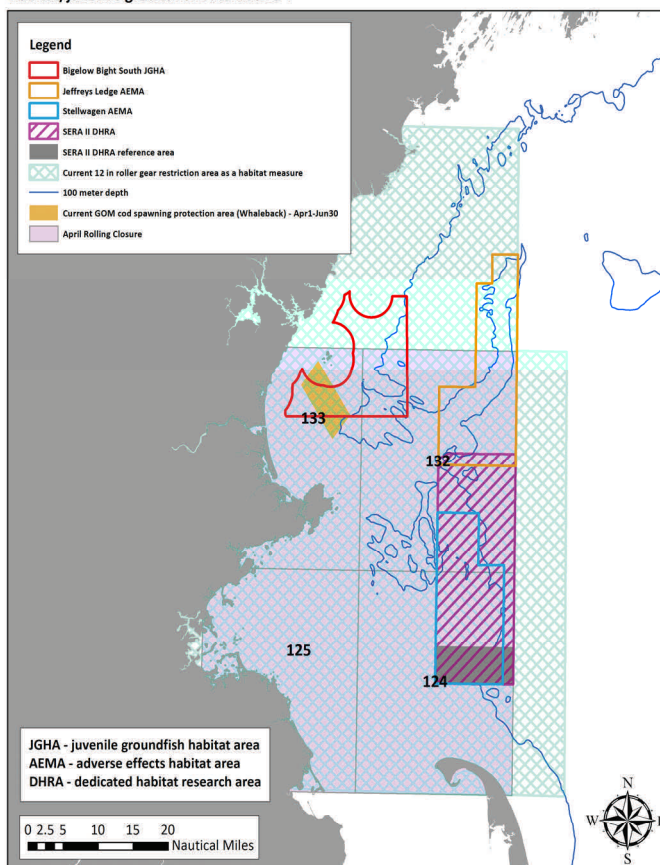 Legend
Bigelow Bight South JGHA
Jeffreys Ledge AEMA
Stellwagen AEMA
SERA II DHRA
SERA II DHRA reference area
Current 12 in roller gear restriction area as a habitat measure
100 meter depth
Current GOM cod spawning protection area (Whaleback) - Apr1-Jun30
April Rolling Closure
133
132
125
124
JGHA - juvenile groundfish habitat area
AEMA - adverse effects habitat area
DHRA - dedicated habitat research area
0 2.5 5 10 15 20
Nautical Miles
N
W E
S